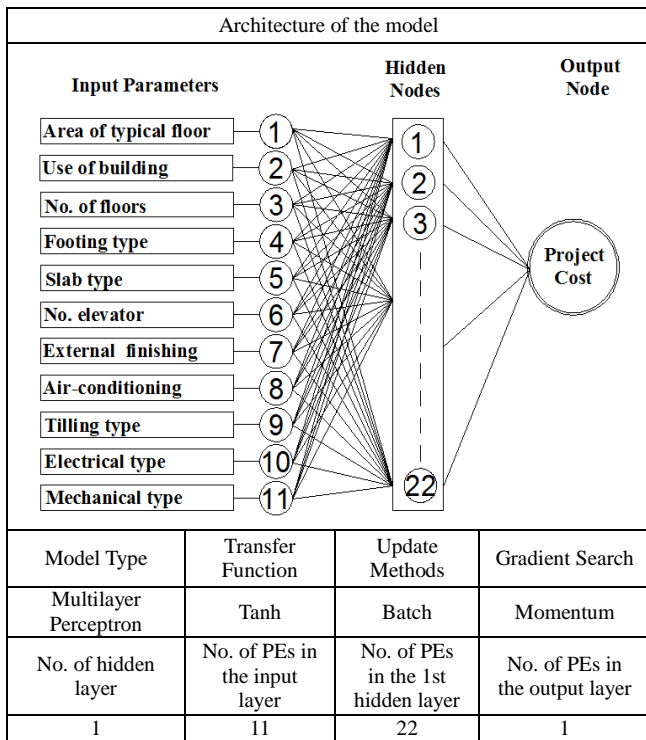 Architecture of the model
Input Parameters
Hidden
Nodes
Output
Node
Area of typical floor 1
Use of building 2
No. of floors 3
Footing type 4
Slab type 5
No. elevator 6
External finishing 7
Air-conditioning 8
Tilling type 9
Electrical type 10
Mechanical type 11
1
2
3
22
Project
Cost
Model Type
Transfer
Function
Update
Methods
Gradient Search
Multilayer
Perceptron
Tanh
Batch
Momentum
No. of hidden
layer
No. of PEs in
the input
layer
No. of PEs
in the 1st
hidden layer
No. of PEs in
the output layer
1
11
22
1